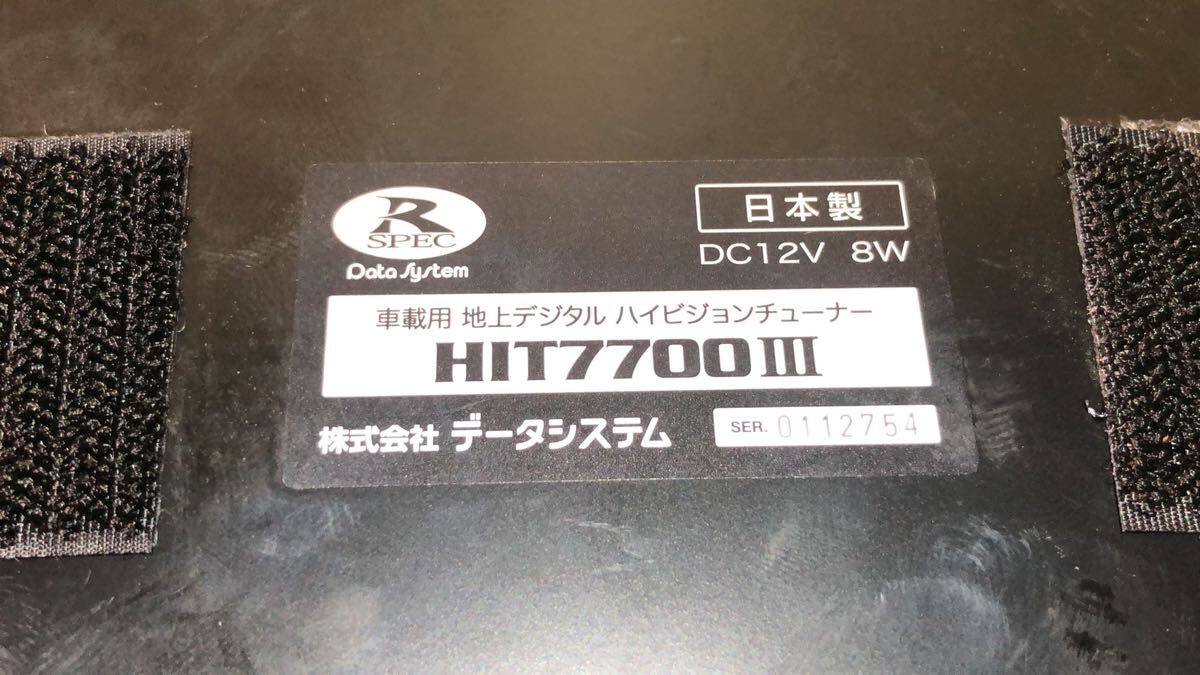 R
SPEC
Data System
日本製
DC12V 8W
車載用 地上デジタル ハイビジョンチューナー
HIT7700III
株式会社 データシステム
SER. 0112754